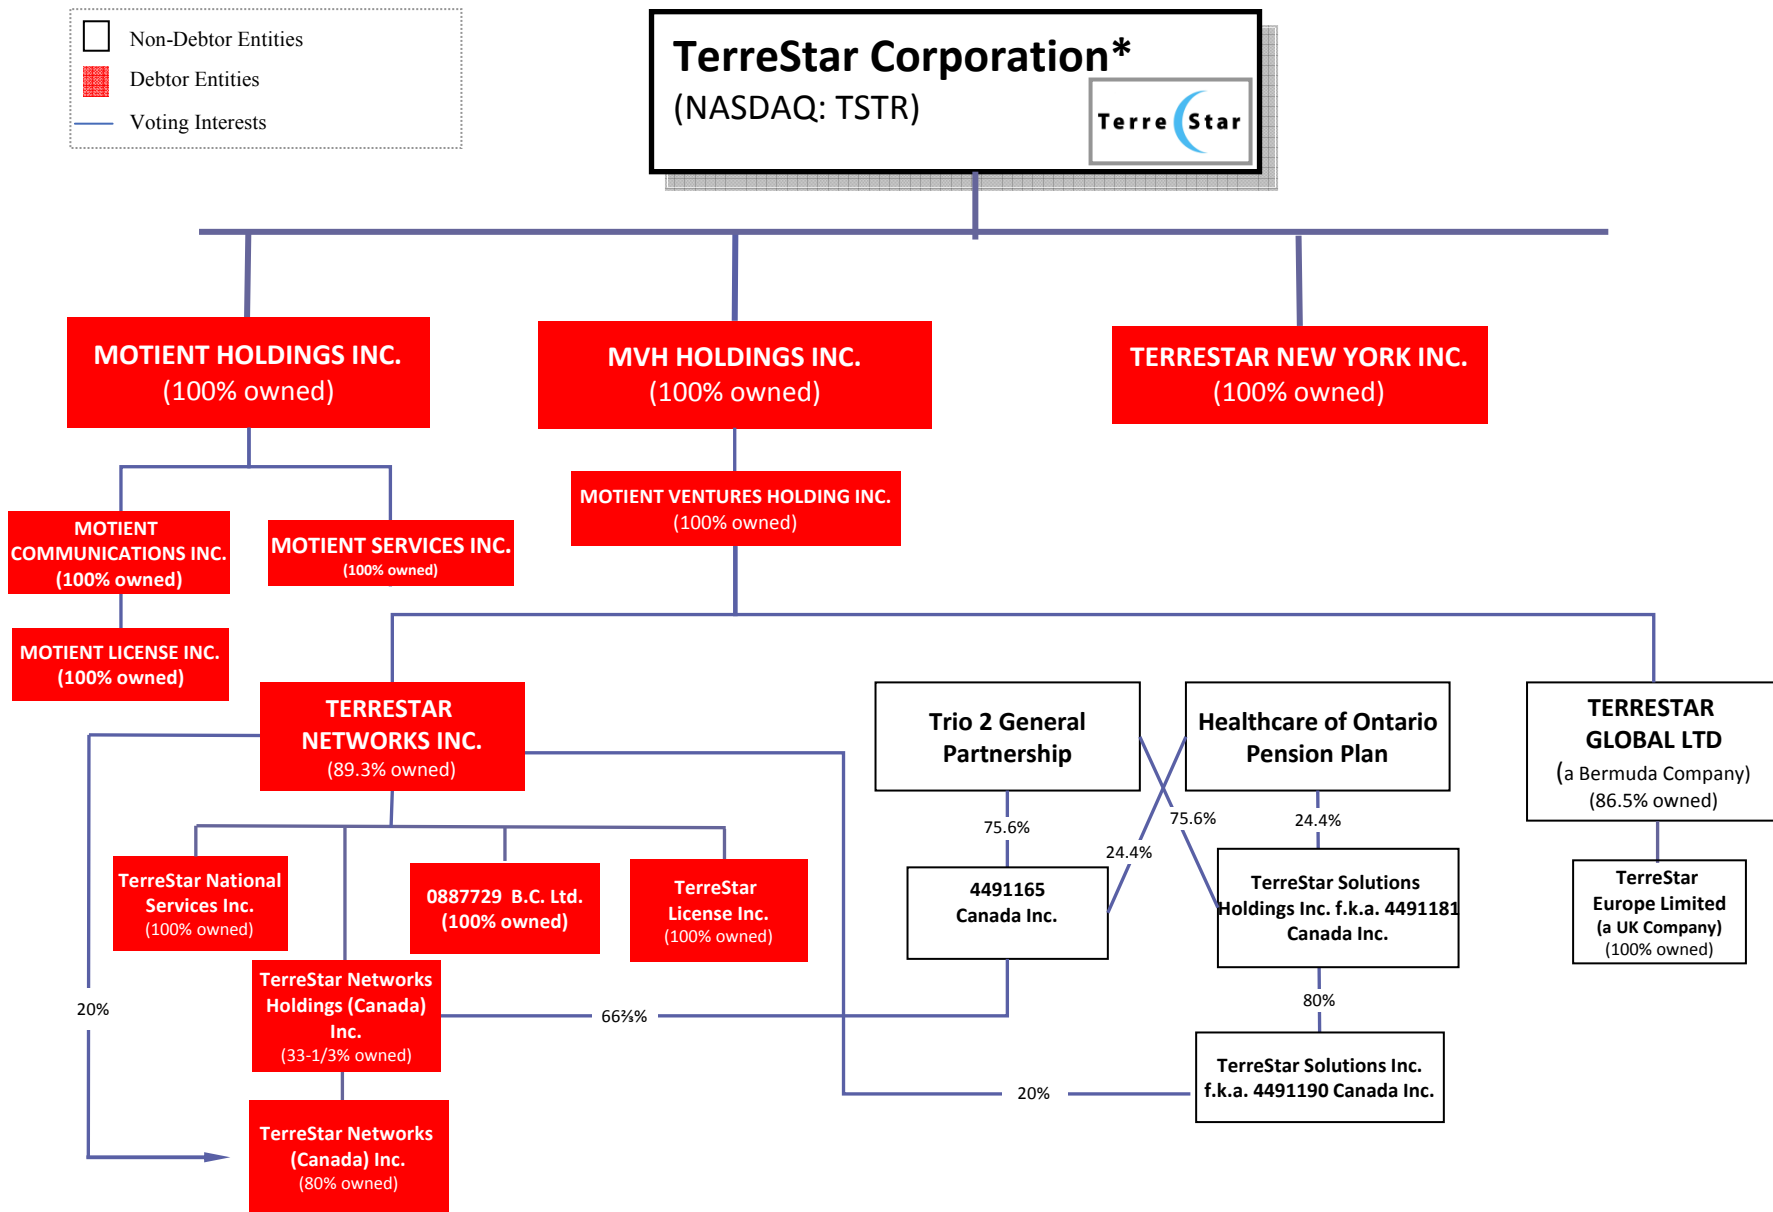 Non-Debtor Entities
Debtor Entities
Voting Interests
TerreStar Corporation*
(NASDAQ: TSTR)
Terre Star
MOTIENT HOLDINGS INC.
(100% owned)
MVH HOLDINGS INC.
(100% owned)
TERRESTAR NEW YORK INC.
(100% owned)
MOTIENT
COMMUNICATIONS INC.
(100% owned)
MOTIENT SERVICES INC.
(100% owned)
MOTIENT VENTURES HOLDING INC.
(100% owned)
MOTIENT LICENSE INC.
(100% owned)
TERRESTAR
NETWORKS INC.
(89.3% owned)
Trio 2 General
Partnership
Healthcare of Ontario
Pension Plan
TERRESTAR
GLOBAL LTD
(a Bermuda Company)
(86.5% owned)
75.6%
24.4%
75.6%
24.4%
TerreStar National
Services Inc.
(100% owned)
0887729 B.C. Ltd.
(100% owned)
TerreStar
License Inc.
(100% owned)
4491165
Canada Inc.
TerreStar Solutions
Holdings Inc. f.k.a. 4491181
Canada Inc.
TerreStar
Europe Limited
(a UK Company)
(100% owned)
TerreStar Networks
Holdings (Canada)
Inc.
(33-1/3% owned)
20%
66⅔%
80%
TerreStar Solutions Inc.
f.k.a. 4491190 Canada Inc.
20%
TerreStar Networks
(Canada) Inc.
(80% owned)